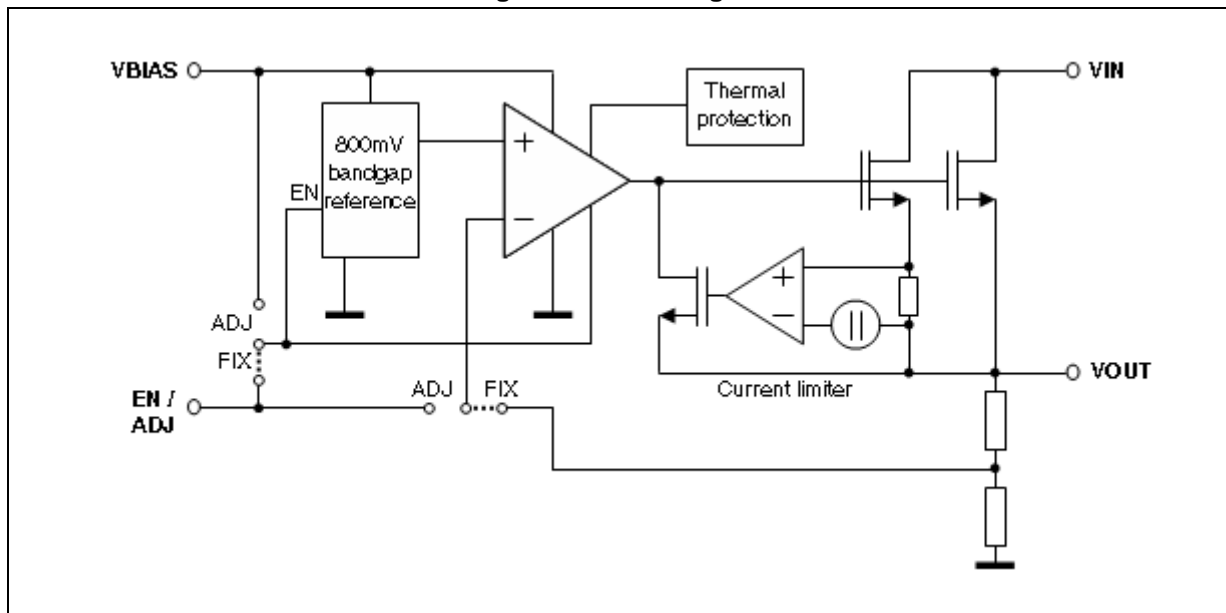 VBIAS
VIN
Thermal
protection
800mV
bandgap
reference
EN
+
−
ADJ
FIX
EN /
ADJ
ADJ
FIX
+
−
Current limiter
VOUT